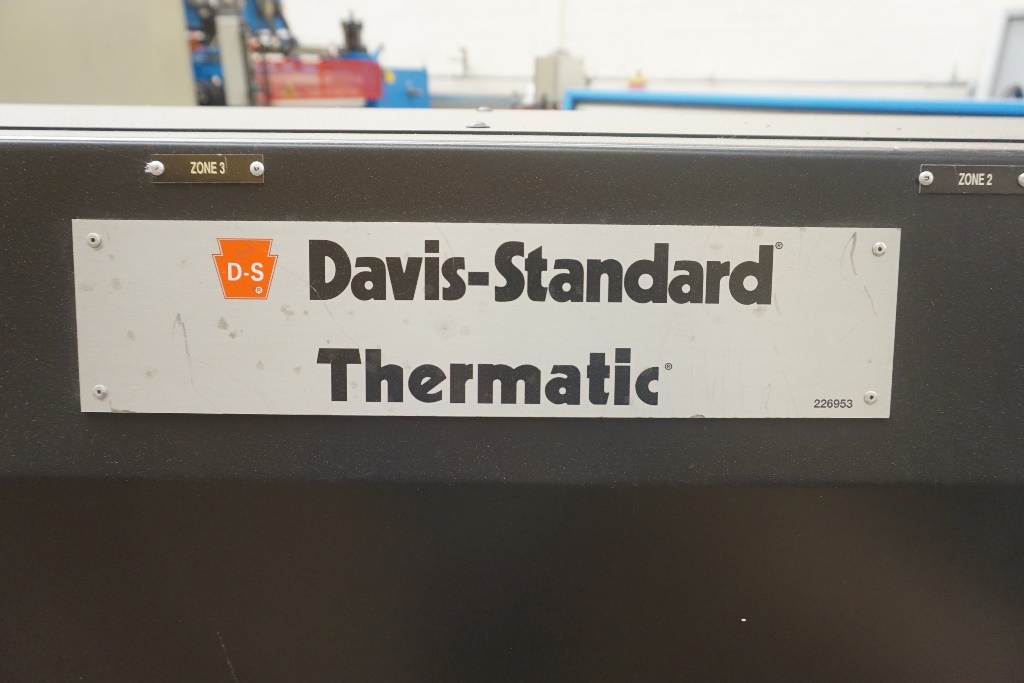 ZONE 3
ZONE 2
D-S
®
Davis-Standard®
Thermatic®
226953